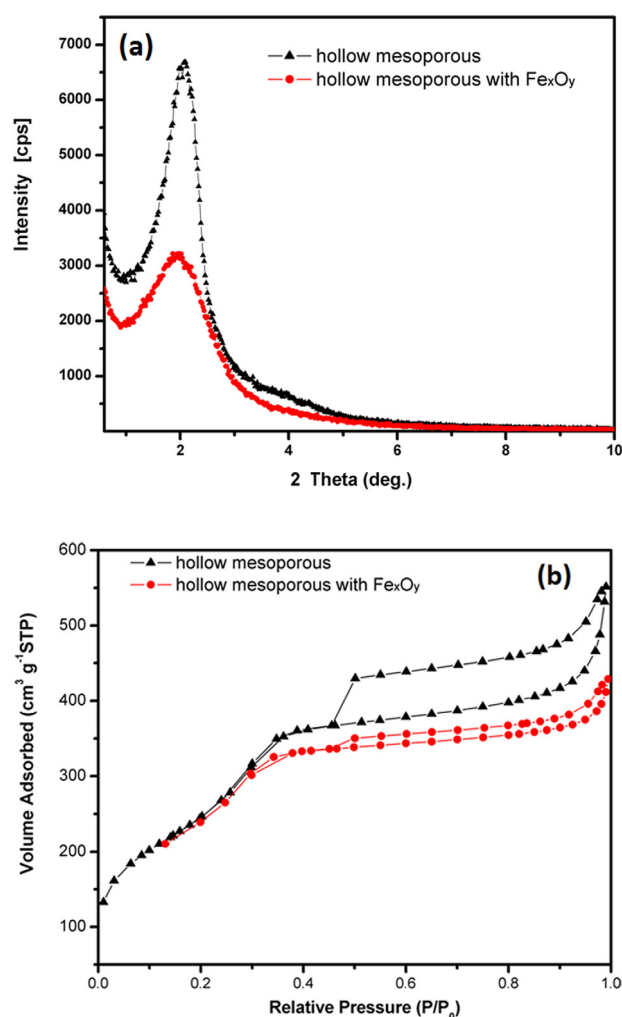 (a)
hollow mesoporous
hollow mesoporous with FexOy
Intensity [cps]
7000
6000
5000
4000
3000
2000
1000
2 4 6 8 10
2 Theta (deg.)
(b)
hollow mesoporous
hollow mesoporous with FexOy
Volume Adsorbed (cm³ g⁻¹STP)
600
500
400
300
200
100
0.0 0.2 0.4 0.6 0.8 1.0
Relative Pressure (P/P₀)